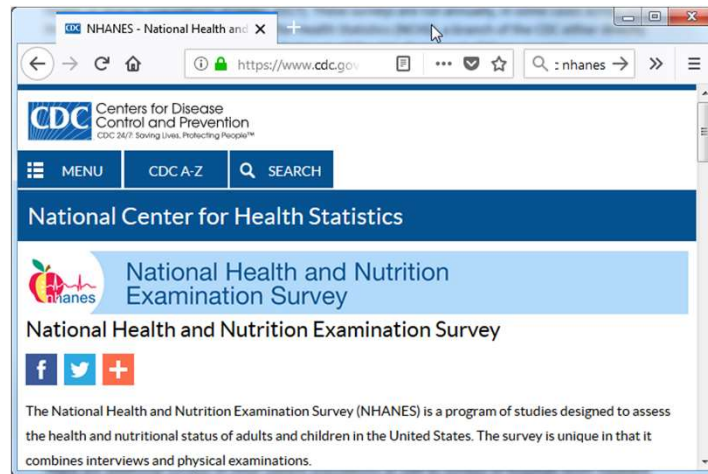 CDC NHANES - National Health and
https://www.cdc.gov
: nhanes
CDC
Centers for Disease
Control and Prevention
CDC 24/7: Saving Lives. Protecting People™
MENU
CDC A-Z
SEARCH
National Center for Health Statistics
nhanes
National Health and Nutrition
Examination Survey
National Health and Nutrition Examination Survey
f
The National Health and Nutrition Examination Survey (NHANES) is a program of studies designed to assess
the health and nutritional status of adults and children in the United States. The survey is unique in that it
combines interviews and physical examinations.